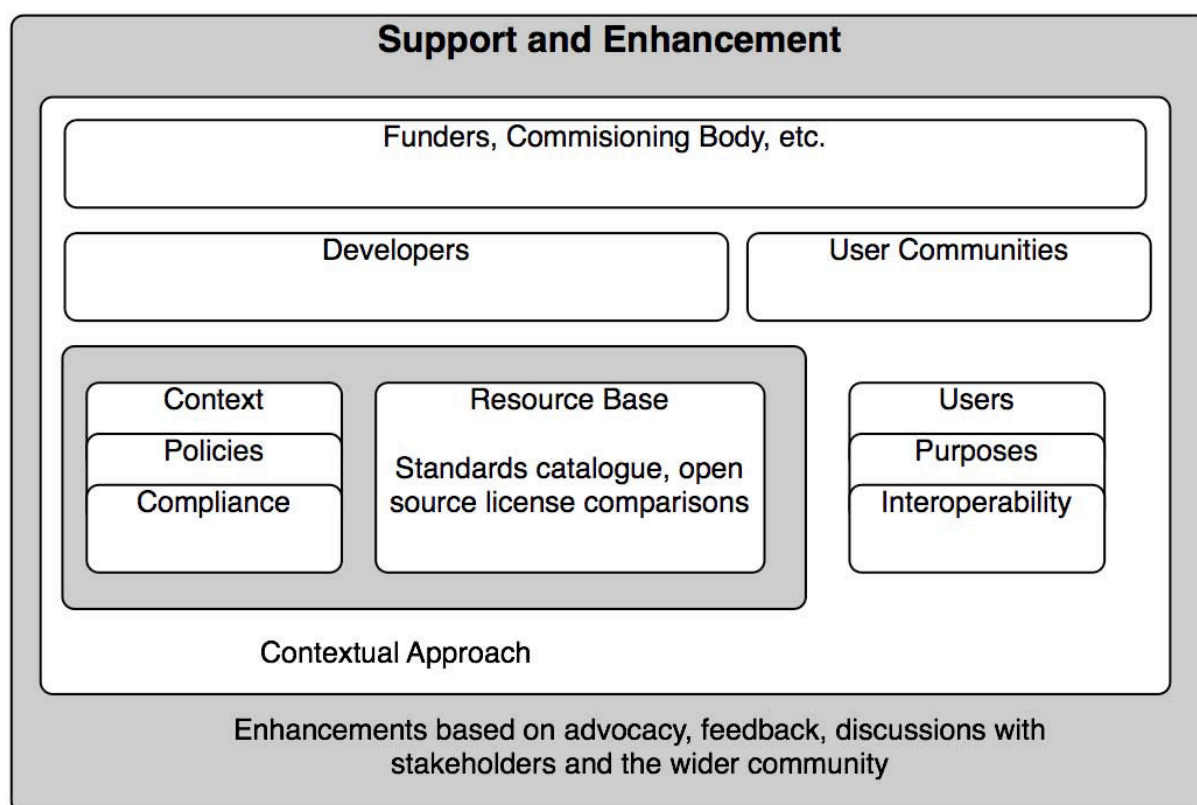 Support and Enhancement
Funders, Commisioning Body, etc.
Developers
User Communities
Context
Policies
Compliance
Resource Base
Standards catalogue, open
source license comparisons
Users
Purposes
Interoperability
Contextual Approach
Enhancements based on advocacy, feedback, discussions with
stakeholders and the wider community